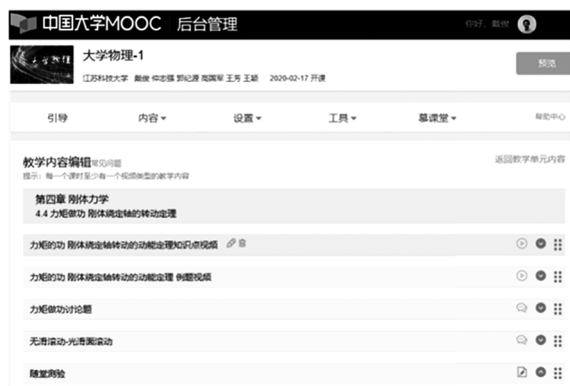 中国大学MOOC 后台管理
你好，戴俊
大学物理
大学物理-1
江苏科技大学 戴俊 仲志强 郭纪源 高国军 王芳 王颖 2020-02-17 开课
预览
引导 内容 设置 工具 慕课堂 帮助中心
教学内容编辑常见问题
返回教学单元内容
提示：每一个课时至少有一个视频类型的教学内容
第四章 刚体力学
4.4 力矩做功 刚体绕定轴的转动定理
力矩的功 刚体绕定轴转动的动能定理知识点视频
力矩的功 刚体绕定轴转动的动能定理 例题视频
力矩做功讨论题
无滑滚动-光滑面滚动
随堂测验